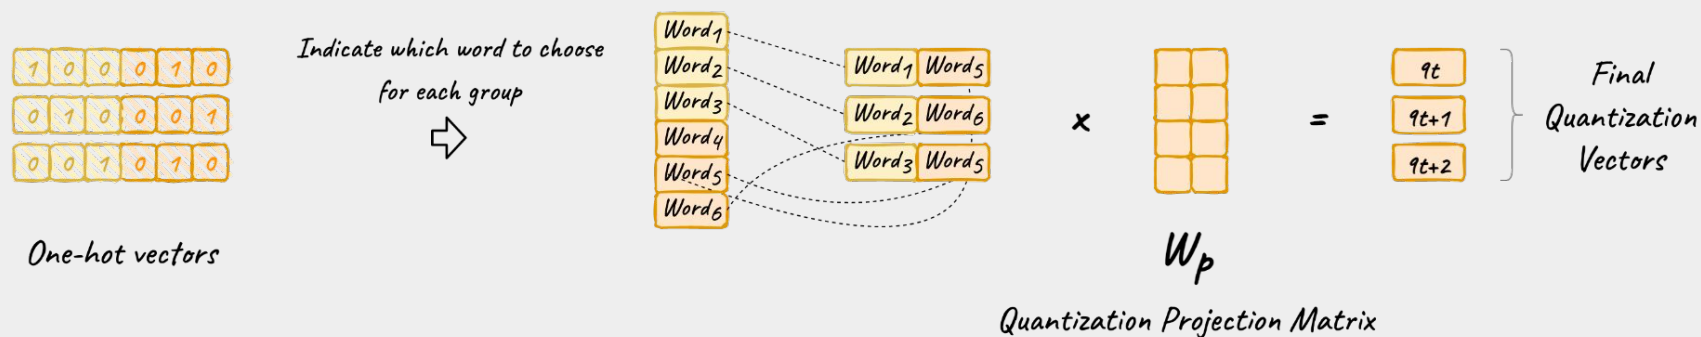 1 0 0 0 1 0
0 1 0 0 0 1
0 0 1 0 1 0
One-hot vectors
Indicate which word to choose
for each group
Word1
Word2
Word3
Word4
Word5
Word6
Word1 Word5
Word2 Word6
Word3 Word5
×
Wp
Quantization Projection Matrix
=
qt
qt+1
qt+2
Final
Quantization
Vectors